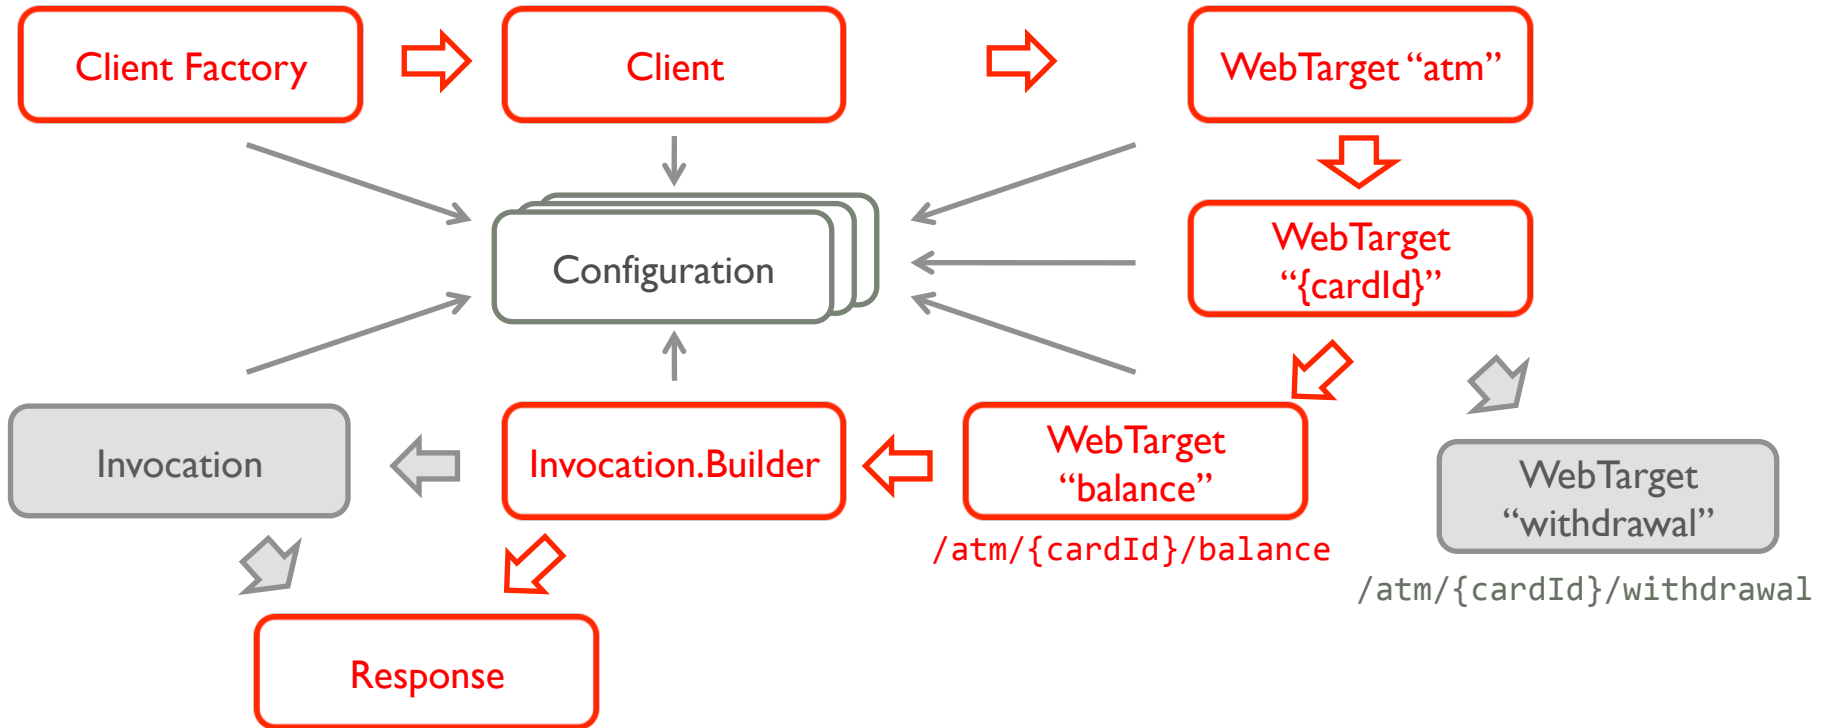 Client Factory
Client
WebTarget “atm”
WebTarget
“{cardId}”
Configuration
Invocation
Invocation.Builder
WebTarget
“balance”
/atm/{cardId}/balance
WebTarget
“withdrawal”
/atm/{cardId}/withdrawal
Response